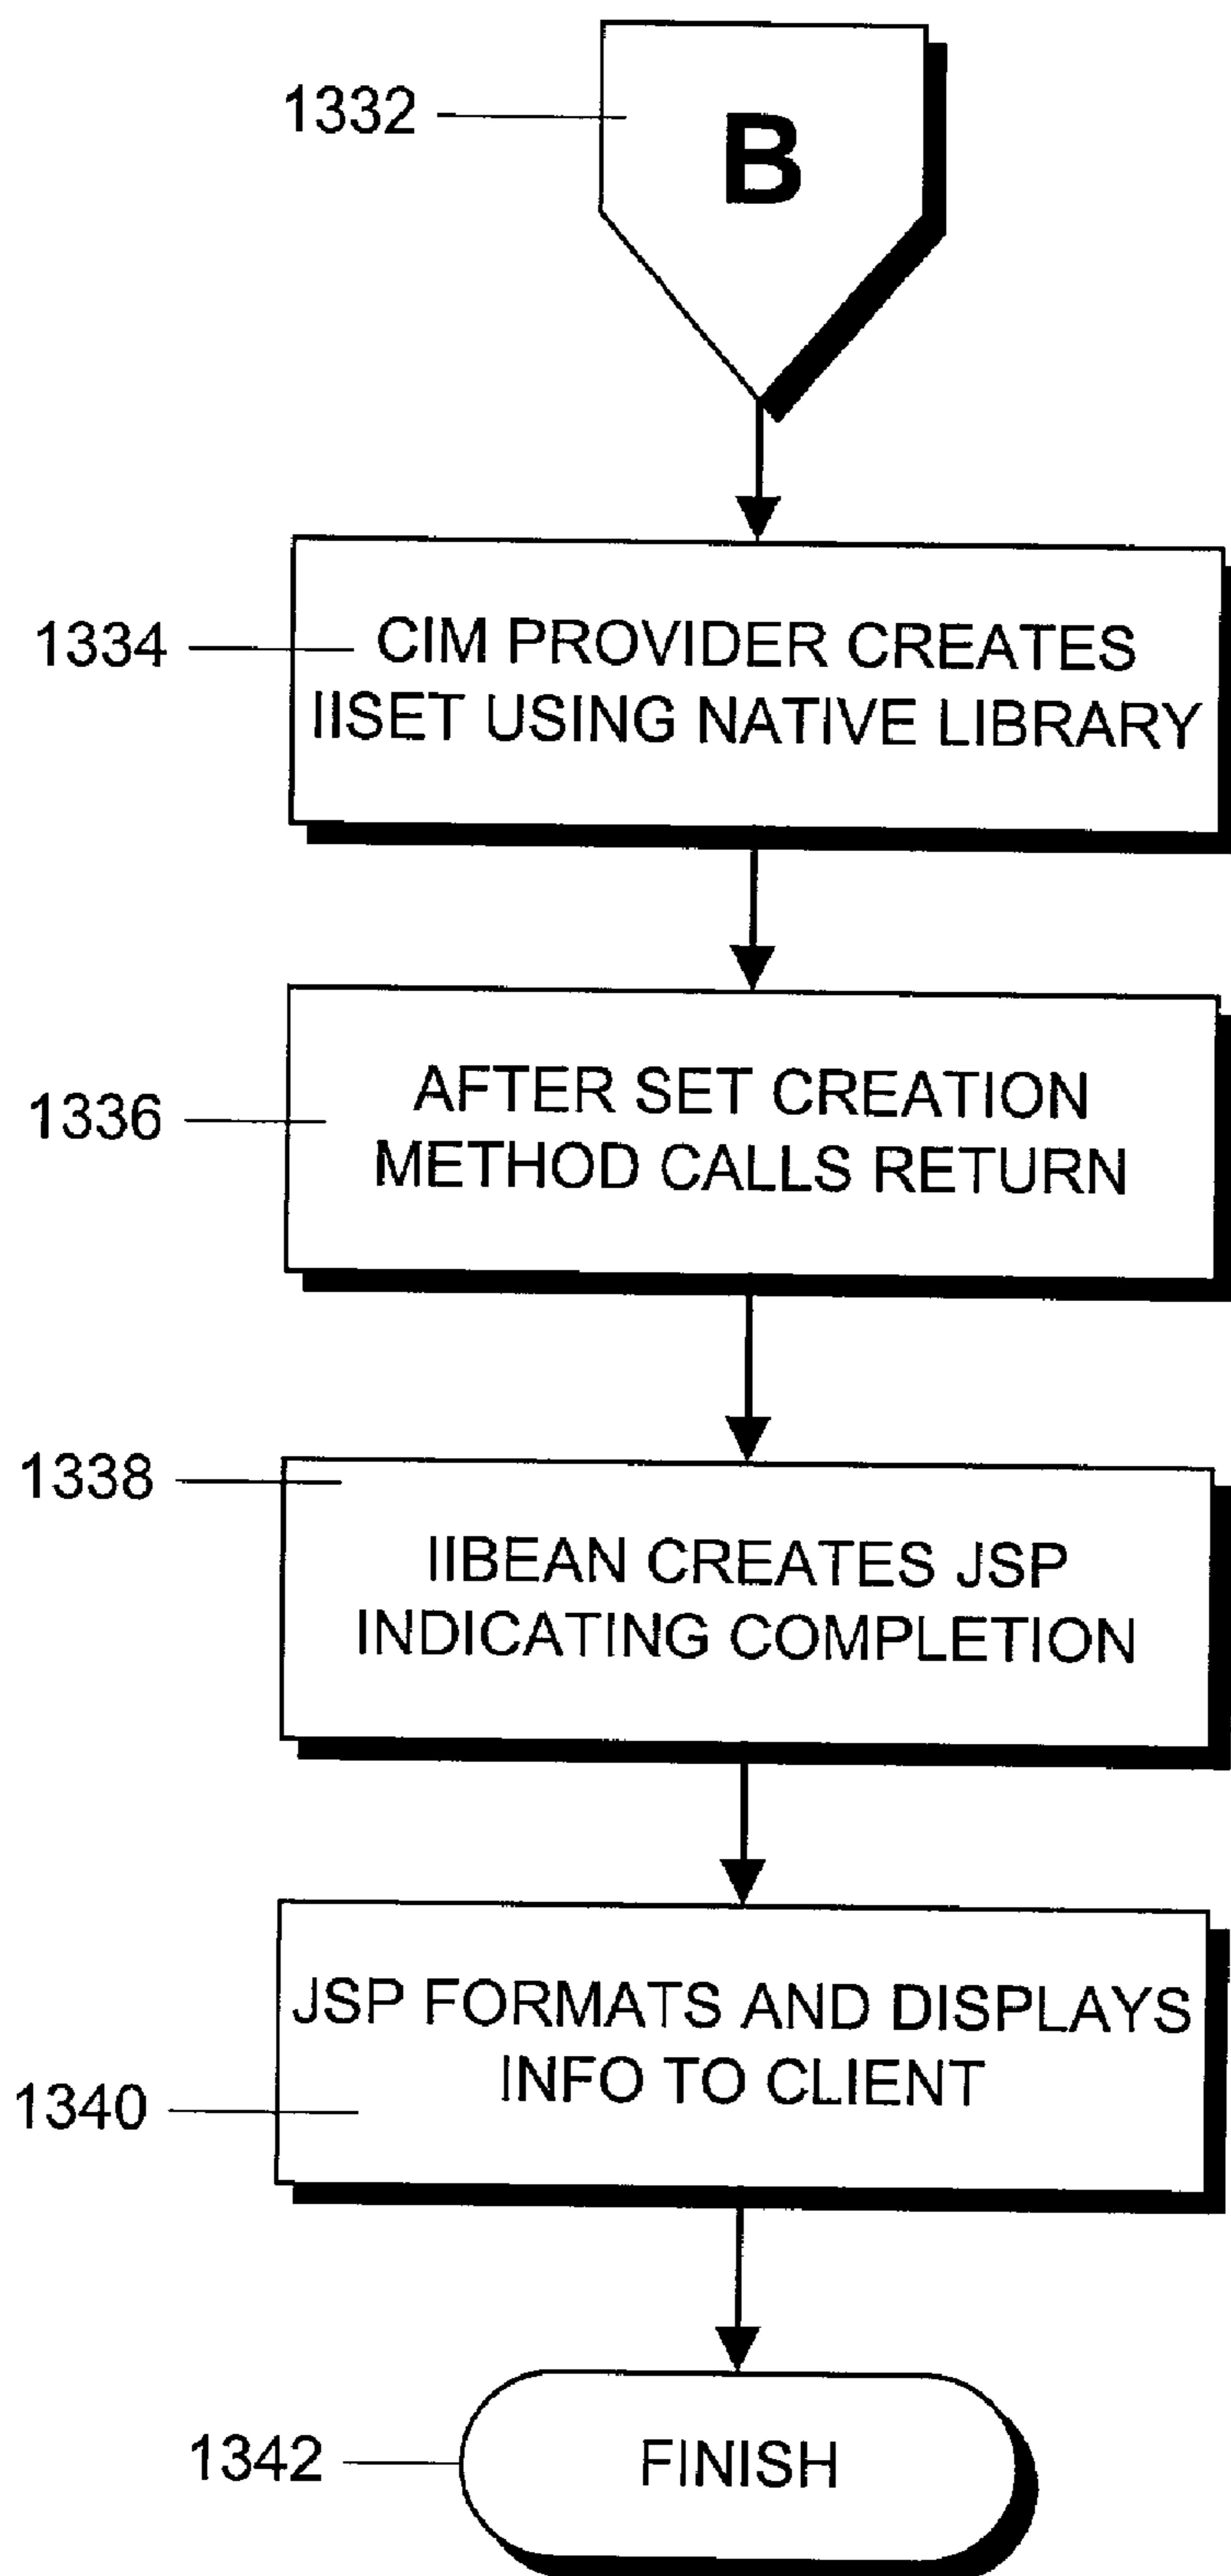 1332
B
1334
CIM PROVIDER CREATES
IISET USING NATIVE LIBRARY
1336
AFTER SET CREATION
METHOD CALLS RETURN
1338
IIBEAN CREATES JSP
INDICATING COMPLETION
JSP FORMATS AND DISPLAYS
INFO TO CLIENT
1340
1342
FINISH